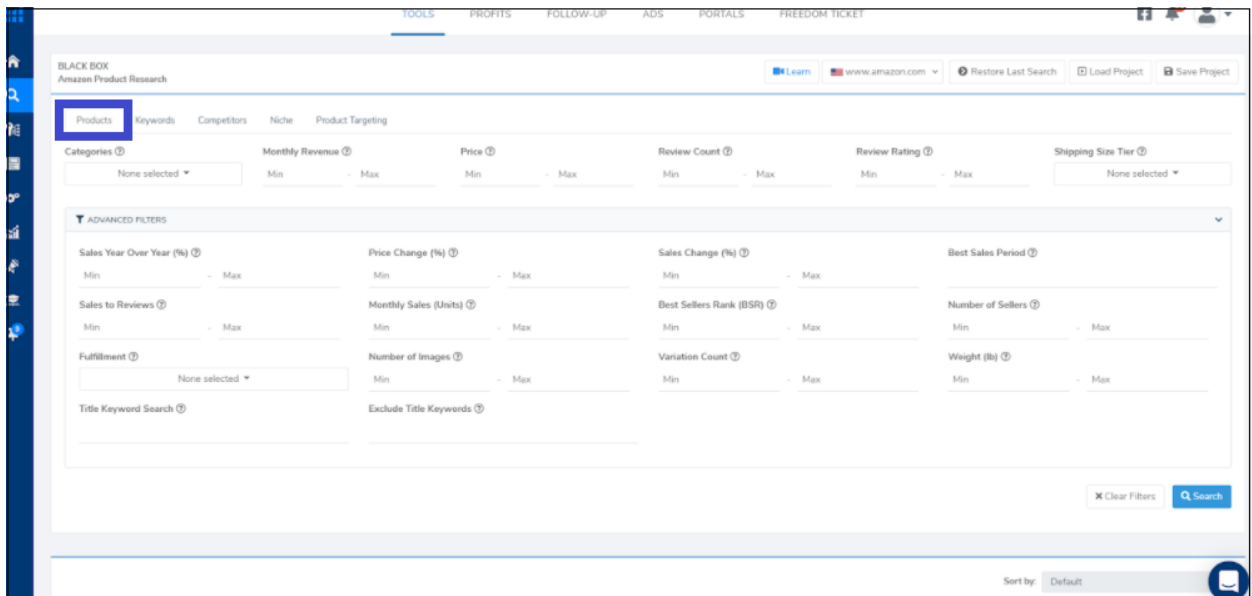 TOOLS PROFITS FOLLOW-UP ADS PORTALS FREEDOM TICKET
BLACK BOX
Amazon Product Research
Learn www.amazon.com Restore Last Search Load Project Save Project
Products Keywords Competitors Niche Product Targeting
Categories Monthly Revenue Price Review Count Review Rating Shipping Size Tier
None selected Min - Max Min - Max Min - Max Min - Max None selected
ADVANCED FILTERS
Sales Year Over Year (%) Price Change (%) Sales Change (%) Best Sales Period
Min - Max Min - Max Min - Max
Sales to Reviews Monthly Sales (Units) Best Sellers Rank (BSR) Number of Sellers
Min - Max Min - Max Min - Max Min - Max
Fulfillment Number of Images Variation Count Weight (lb)
None selected Min - Max Min - Max Min - Max
Title Keyword Search Exclude Title Keywords
Clear Filters Search
Sort by: Default